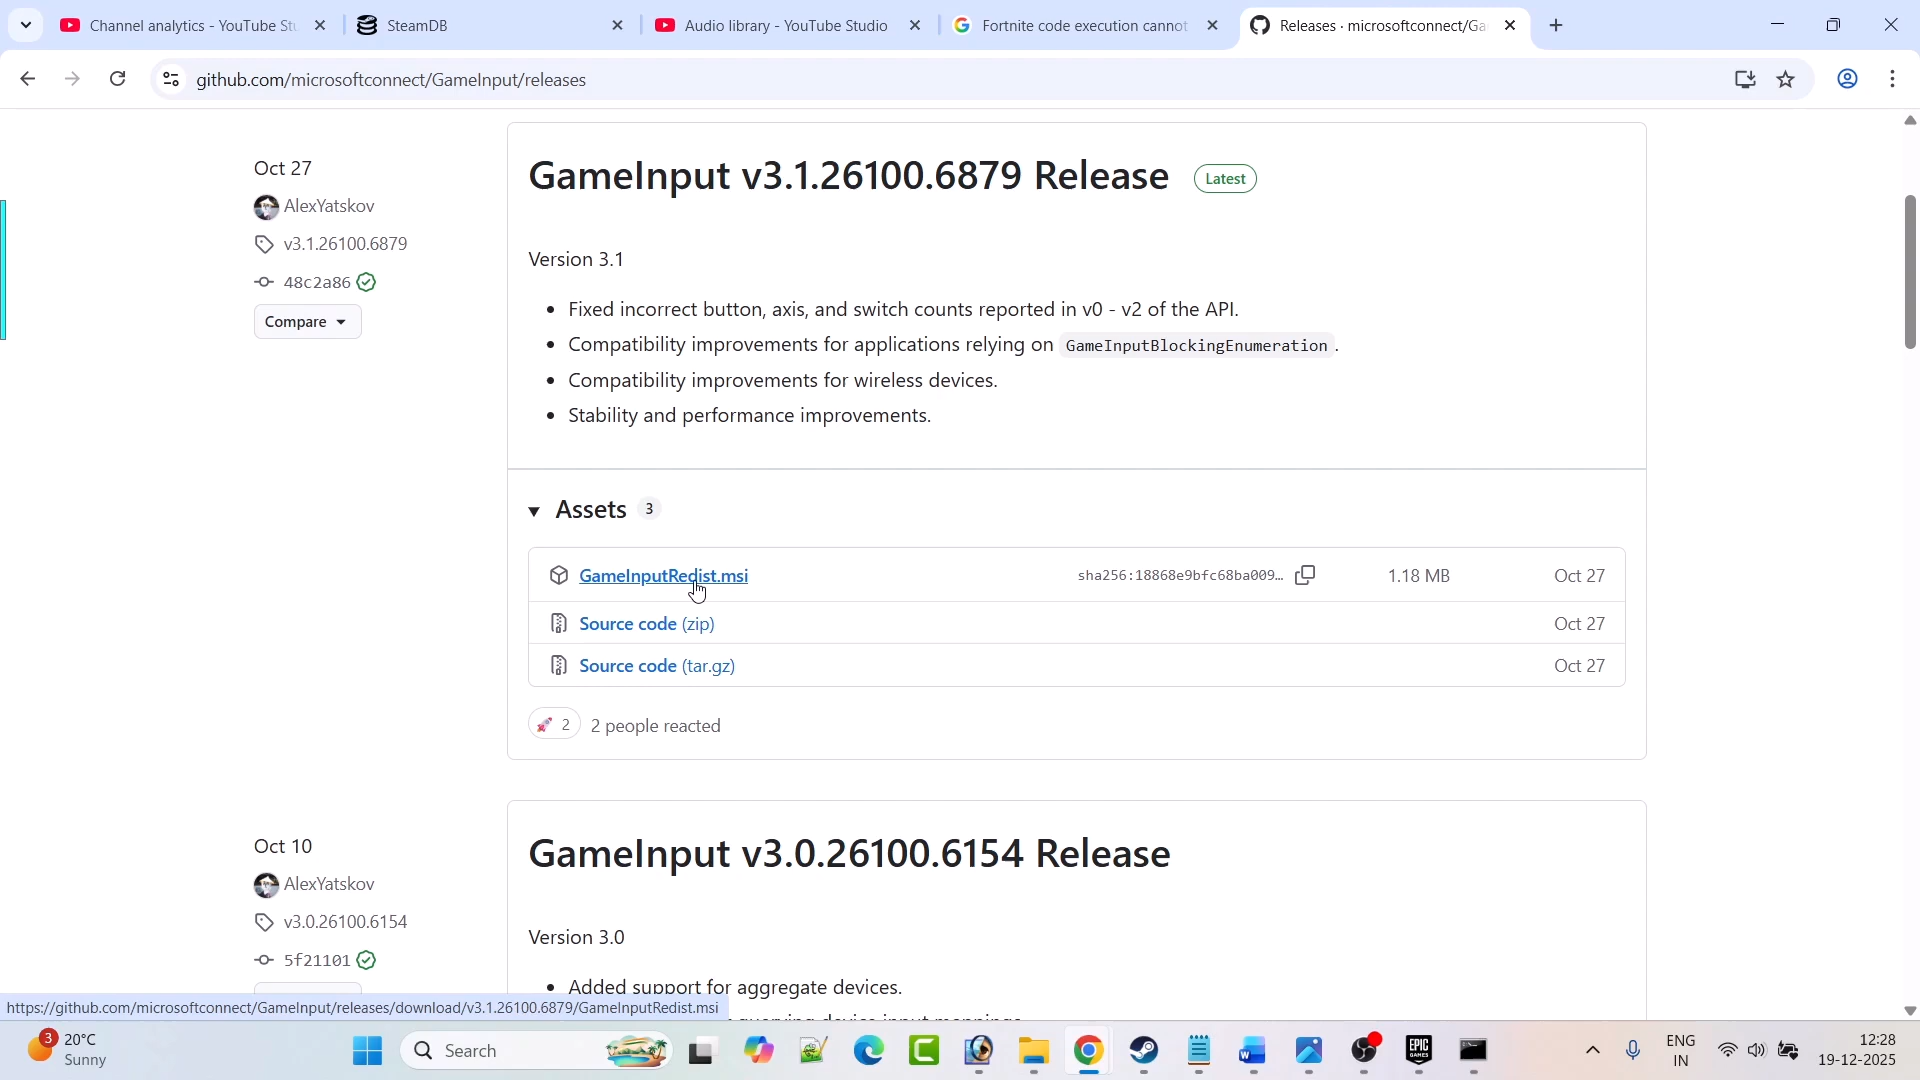 Channel analytics - YouTube Stu
SteamDB
Audio library - YouTube Studio
Fortnite code execution cannot
Releases · microsoftconnect/Ga
github.com/microsoftconnect/GameInput/releases
Oct 27
AlexYatskov
v3.1.26100.6879
48c2a86
Compare
GameInput v3.1.26100.6879 Release Latest
Version 3.1
Fixed incorrect button, axis, and switch counts reported in v0 - v2 of the API.
Compatibility improvements for applications relying on GameInputBlockingEnumeration.
Compatibility improvements for wireless devices.
Stability and performance improvements.
Assets 3
GameInputRedist.msi sha256:18868e9bfc68ba009… 1.18 MB Oct 27
Source code (zip) Oct 27
Source code (tar.gz) Oct 27
2 2 people reacted
Oct 10
AlexYatskov
v3.0.26100.6154
5f21101
GameInput v3.0.26100.6154 Release
Version 3.0
Added support for aggregate devices.
querying device input mappings
https://github.com/microsoftconnect/GameInput/releases/download/v3.1.26100.6879/GameInputRedist.msi
3
20°C
Sunny
Search
EPIC
GAMES
ENG
IN
12:28
19-12-2025